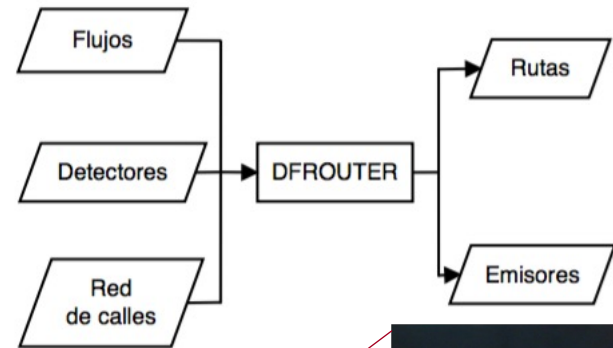 Flujos
Rutas
Detectores
DFROUTER
Red
de calles
Emisores